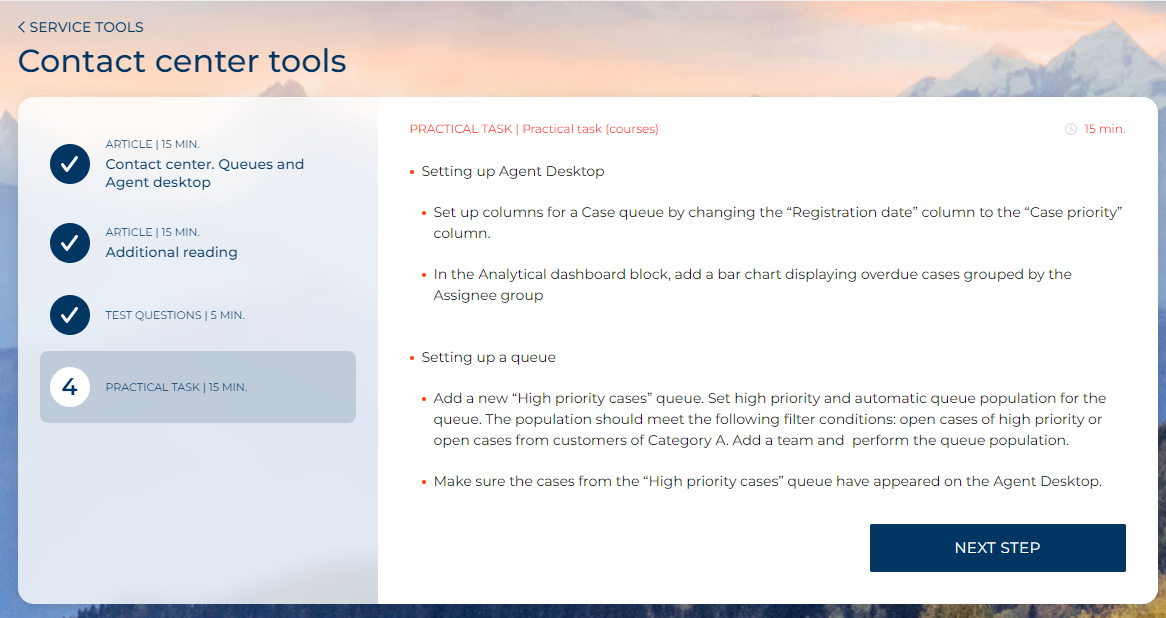 SERVICE TOOLS
Contact center tools
ARTICLE | 15 MIN.
Contact center. Queues and
Agent desktop
ARTICLE | 15 MIN.
Additional reading
TEST QUESTIONS | 5 MIN.
4
PRACTICAL TASK | 15 MIN.
PRACTICAL TASK | Practical task (courses)
15 min.
• Setting up Agent Desktop
• Set up columns for a Case queue by changing the “Registration date” column to the “Case priority”
column.
• In the Analytical dashboard block, add a bar chart displaying overdue cases grouped by the
Assignee group
• Setting up a queue
• Add a new “High priority cases” queue. Set high priority and automatic queue population for the
queue. The population should meet the following filter conditions: open cases of high priority or
open cases from customers of Category A. Add a team and  perform the queue population.
• Make sure the cases from the “High priority cases” queue have appeared on the Agent Desktop.
NEXT STEP